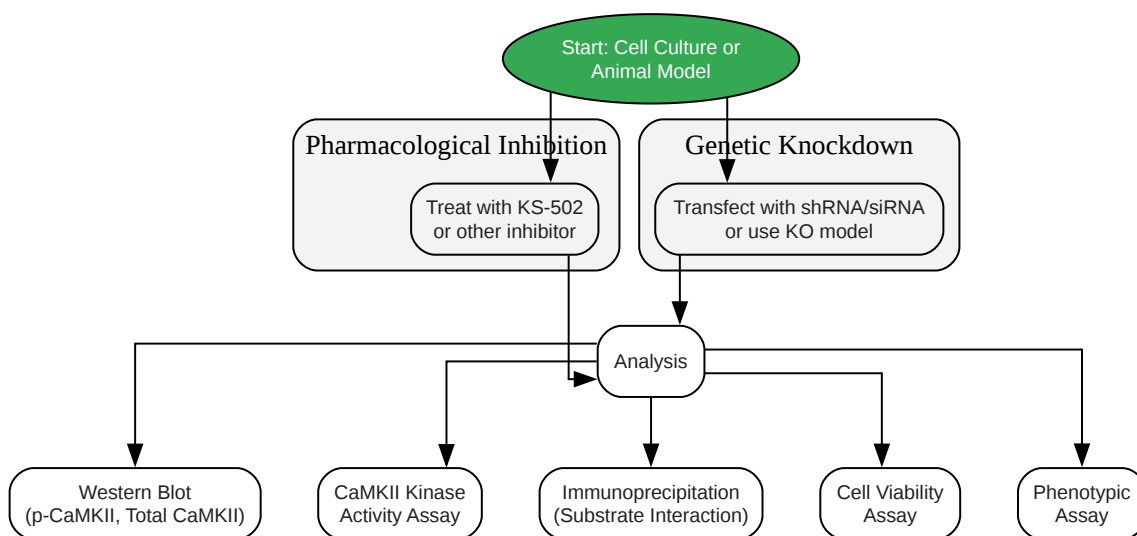 Start: Cell Culture or
Animal Model
Pharmacological Inhibition
Genetic Knockdown
Treat with KS-502
or other inhibitor
Transfect with shRNA/siRNA
or use KO model
Analysis
Western Blot
(p-CaMKII, Total CaMKII)
CaMKII Kinase
Activity Assay
Immunoprecipitation
(Substrate Interaction)
Cell Viability
Assay
Phenotypic
Assay